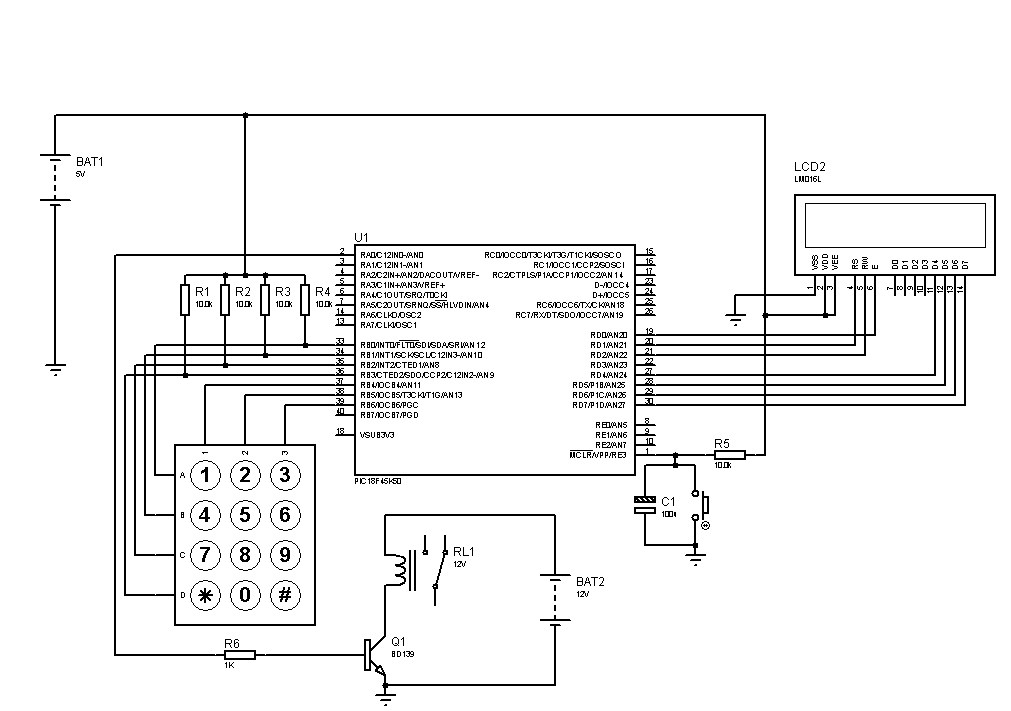 BAT1
5V
LCD2
LM016L
VSS
VDD
VEE
RS
RW
E
D0
D1
D2
D3
D4
D5
D6
D7
1
2
3
4
5
6
7
8
9
10
11
12
13
14
U1
2 RA0/C12IN0-/AN0
3 RA1/C12IN1-/AN1
4 RA2/C2IN+/AN2/DACOUT/VREF-
5 RA3/C1IN+/AN3/VREF+
6 RA4/C1OUT/SRQ/T0CKI
7 RA5/C2OUT/SRNQ/SS/HLVDIN/AN4
14 RA6/CLKO/OSC2
13 RA7/CLKI/OSC1
33 RB0/INT0/FLT0/SDI/SDA/SRI/AN12
34 RB1/INT1/SCK/SCL/C12IN3-/AN10
35 RB2/INT2/CTED1/AN8
36 RB3/CTED2/SDO/CCP2/C12IN2-/AN9
37 RB4/IOCB4/AN11
38 RB5/IOCB5/T3CKI/T1G/AN13
39 RB6/IOCB6/PGC
40 RB7/IOCB7/PGD
18 VSUB3V3
RC0/IOCC0/T3CKI/T3G/T1CKI/SOSCO 15
RC1/IOCC1/CCP2/SOSCI 16
RC2/CTPLS/P1A/CCP1/IOCC2/AN14 17
D-/IOCC4 23
D+/IOCC5 24
RC6/IOCC6/TX/CK/AN18 25
RC7/RX/DT/SDO/IOCC7/AN19 26
RD0/AN20 19
RD1/AN21 20
RD2/AN22 21
RD3/AN23 22
RD4/AN24 27
RD5/P1B/AN25 28
RD6/P1C/AN26 29
RD7/P1D/AN27 30
RE0/AN5 8
RE1/AN6 9
RE2/AN7 10
MCLR/VPP/RE3 1
PIC18F45K50
R1
10.0k
R2
10.0k
R3
10.0k
R4
10.0k
R5
10.0k
C1
100n
1 2 3
A 1 2 3
B 4 5 6
C 7 8 9
D * 0 #
RL1
12V
BAT2
12V
R6
1K
Q1
BD139